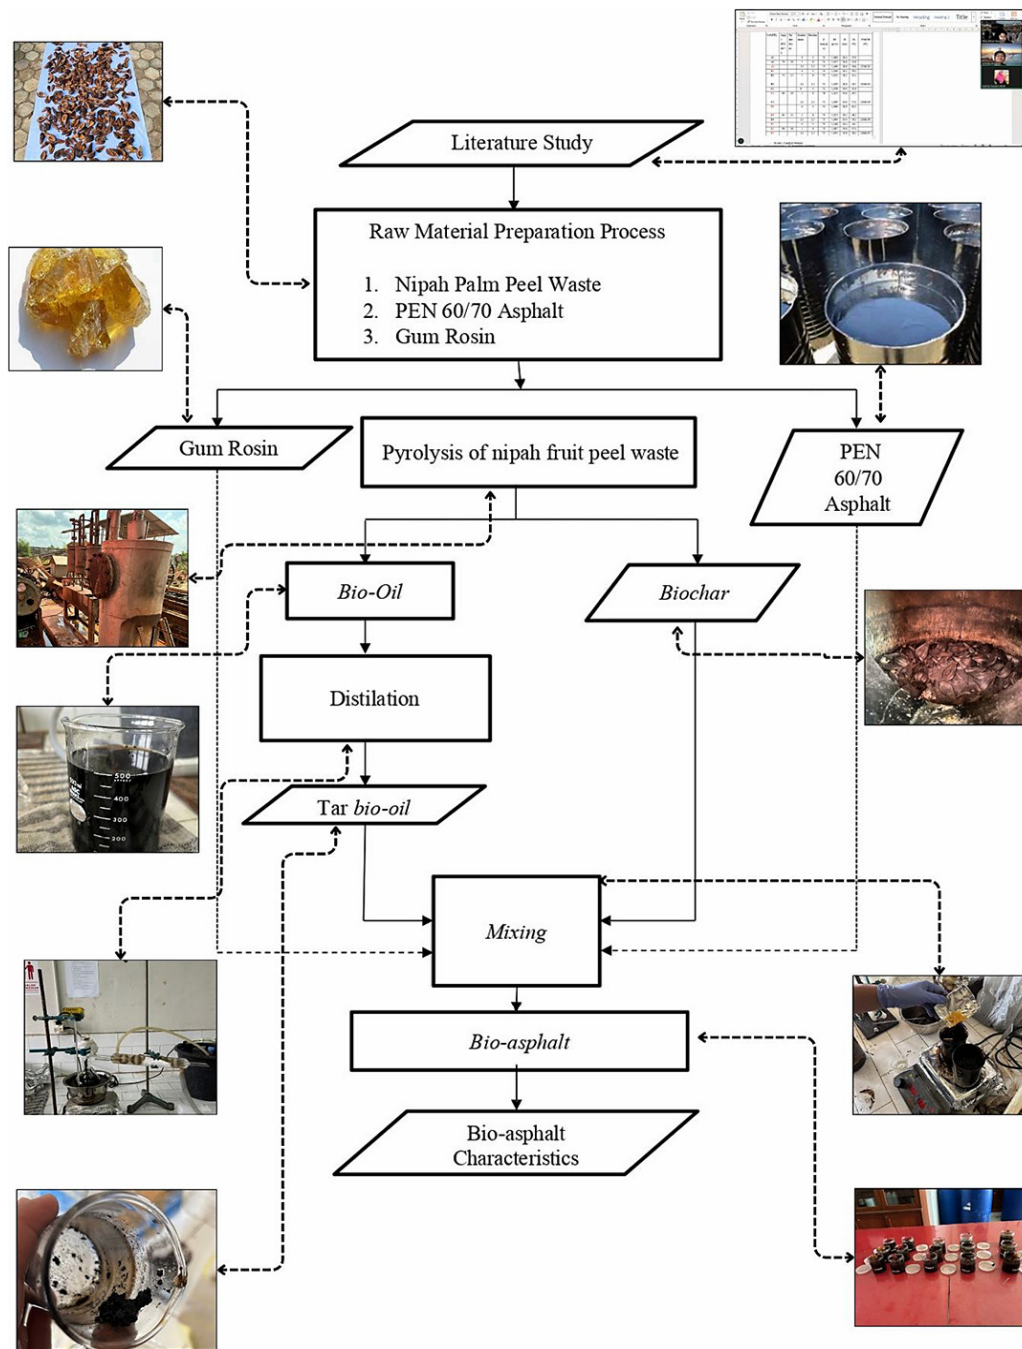 Literature Study
Raw Material Preparation Process
1. Nipah Palm Peel Waste
2. PEN 60/70 Asphalt
3. Gum Rosin
Gum Rosin
Pyrolysis of nipah fruit peel waste
PEN
60/70
Asphalt
Bio-Oil
Biochar
Distilation
500
400
300
200
Tar bio-oil
Mixing
Bio-asphalt
Bio-asphalt
Characteristics